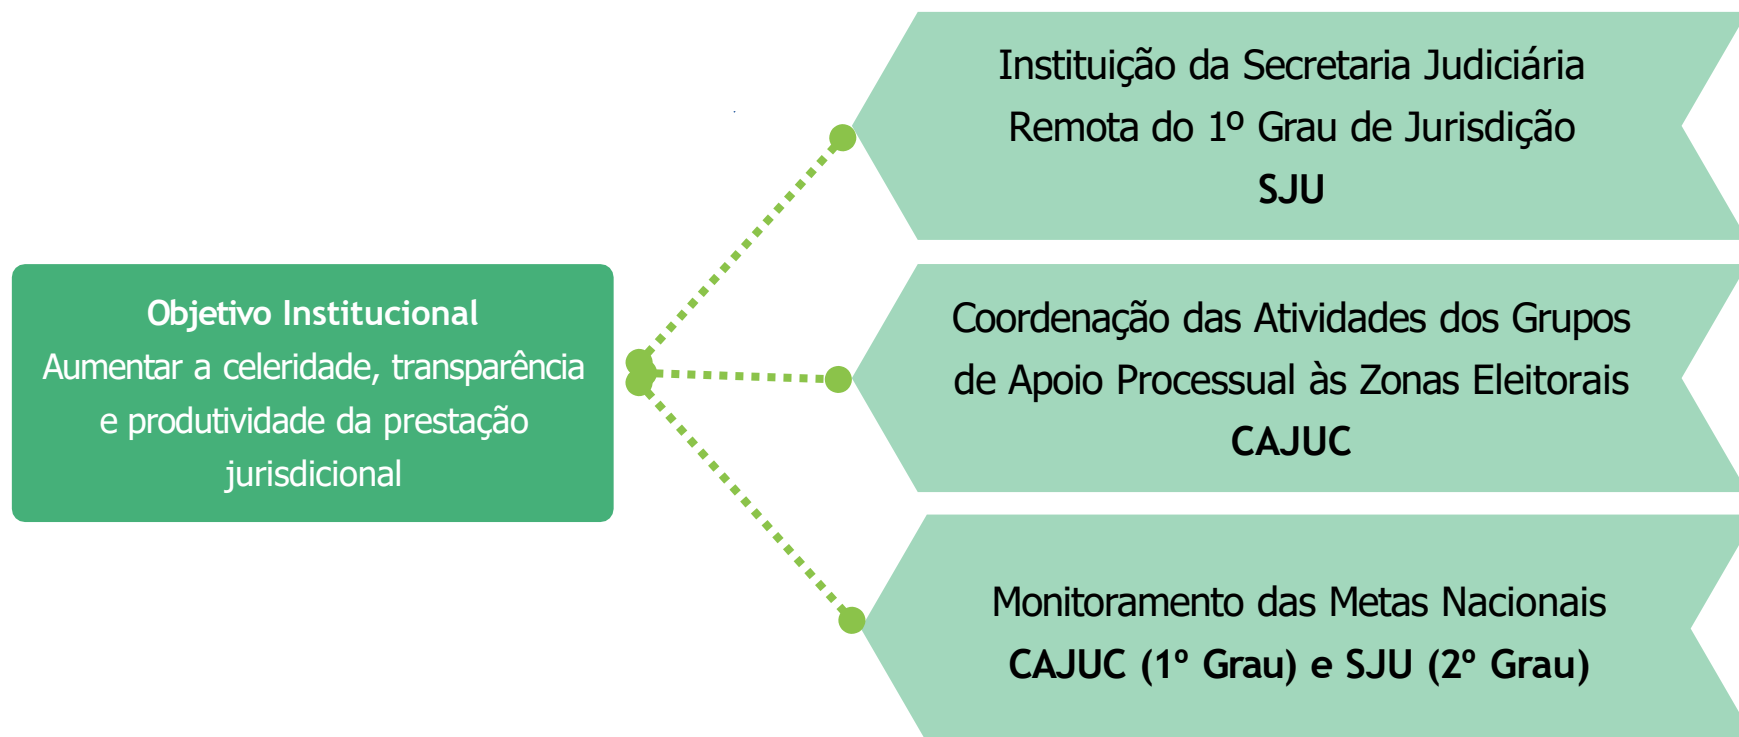 Objetivo Institucional
Aumentar a celeridade, transparência
e produtividade da prestação
jurisdicional
Instituição da Secretaria Judiciária
Remota do 1º Grau de Jurisdição
SJU
Coordenação das Atividades dos Grupos
de Apoio Processual às Zonas Eleitorais
CAJUC
Monitoramento das Metas Nacionais
CAJUC (1º Grau) e SJU (2º Grau)